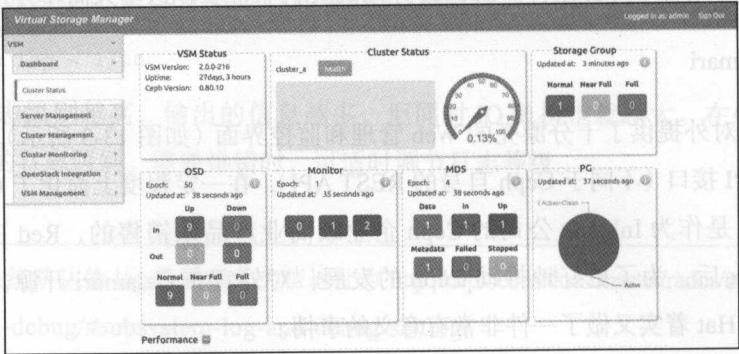 Virtual Storage Manager
Logged in as: admin Sign Out
VSM
Dashboard
Cluster Status
Server Management
Cluster Management
Cluster Monitoring
OpenStack Integration
VSM Management
VSM Status
VSM Version: 2.0.0-216
Uptime: 27days, 3 hours
Ceph Version: 0.80.10
Cluster Status
cluster_a health
0.13%
Storage Group
Updated at: 3 minutes ago
Normal Near Full Full
1 0 0
OSD
Epoch: 50
Updated at: 38 seconds ago
Up Down
In 9 0
Out 0 0
Normal Near Full Full
9 0 0
Monitor
Epoch: 1
Updated at: 35 seconds ago
0 1 2
MDS
Epoch: 4
Updated at: 38 seconds ago
Data In Up
1 1 1
Metadata Failed Stopped
1 0 0
PG
Updated at: 37 seconds ago
Active+Clean
Active
Performance